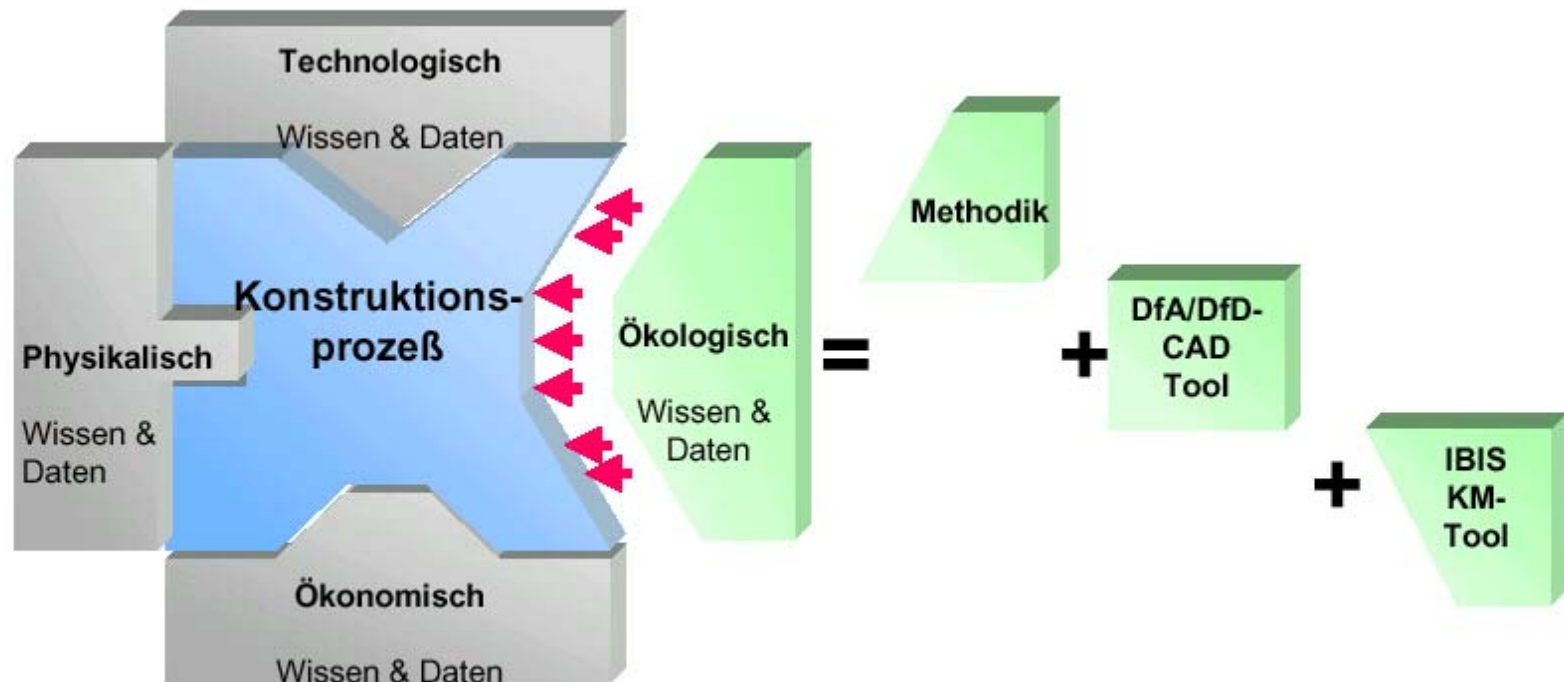 Technologisch
Wissen & Daten
Konstruktions-
prozeß
Physikalisch
Wissen &
Daten
Ökonomisch
Wissen & Daten
Ökologisch
Wissen &
Daten
=
Methodik
+
DfA/DfD-
CAD
Tool
+
IBIS
KM-
Tool